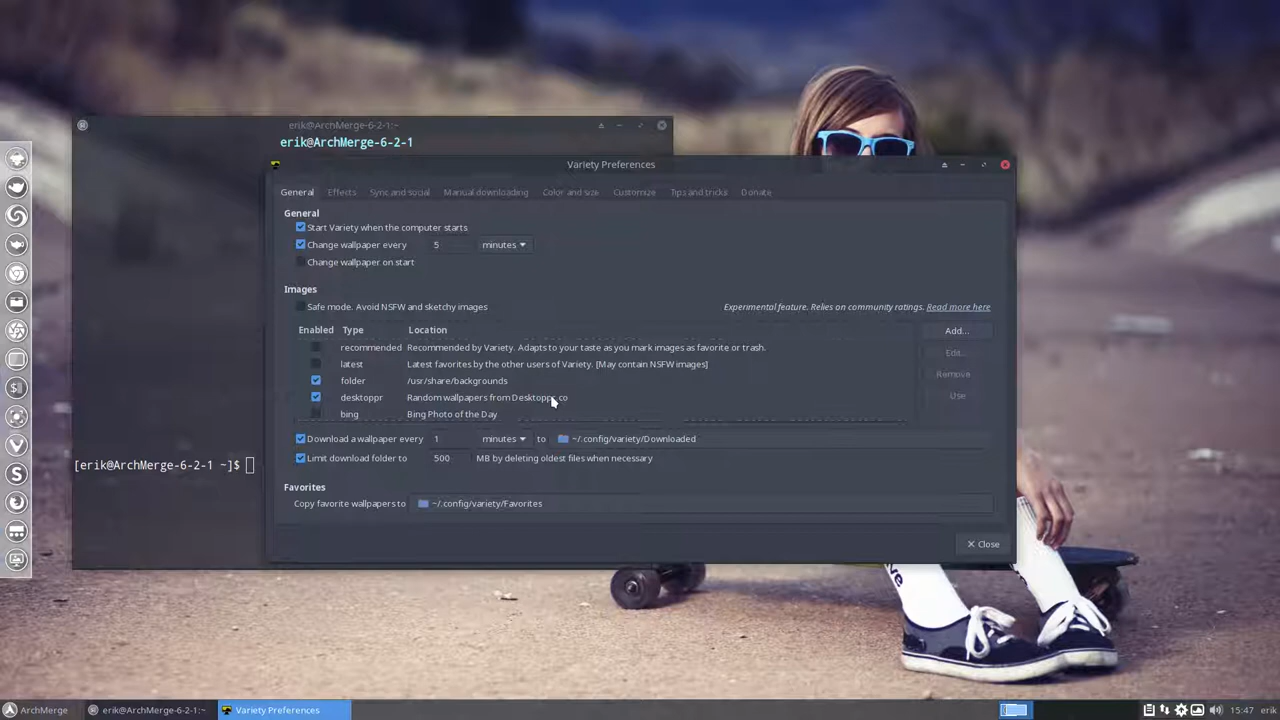 erik@ArchMerge-6-2-1:~
erik@ArchMerge-6-2-1
Variety Preferences
General Effects Sync and social Manual downloading Color and size Customize Tips and tricks Donate
General
Start Variety when the computer starts
Change wallpaper every 5 minutes
Change wallpaper on start
Images
Safe mode. Avoid NSFW and sketchy images Experimental feature. Relies on community ratings. Read more here
Enabled Type Location Add...
recommended Recommended by Variety. Adapts to your taste as you mark images as favorite or trash.
Edit...
latest Latest favorites by the other users of Variety. [May contain NSFW images]
Remove
folder /usr/share/backgrounds
desktoppr Random wallpapers from Desktoppr.co Use
bing Bing Photo of the Day
Download a wallpaper every 1 minutes to ~/.config/variety/Downloaded
Limit download folder to 500 MB by deleting oldest files when necessary
[erik@ArchMerge-6-2-1 ~]$
Favorites
Copy favorite wallpapers to ~/.config/variety/Favorites
Close
ArchMerge erik@ArchMerge-6-2-1:~ Variety Preferences 15:47 erik